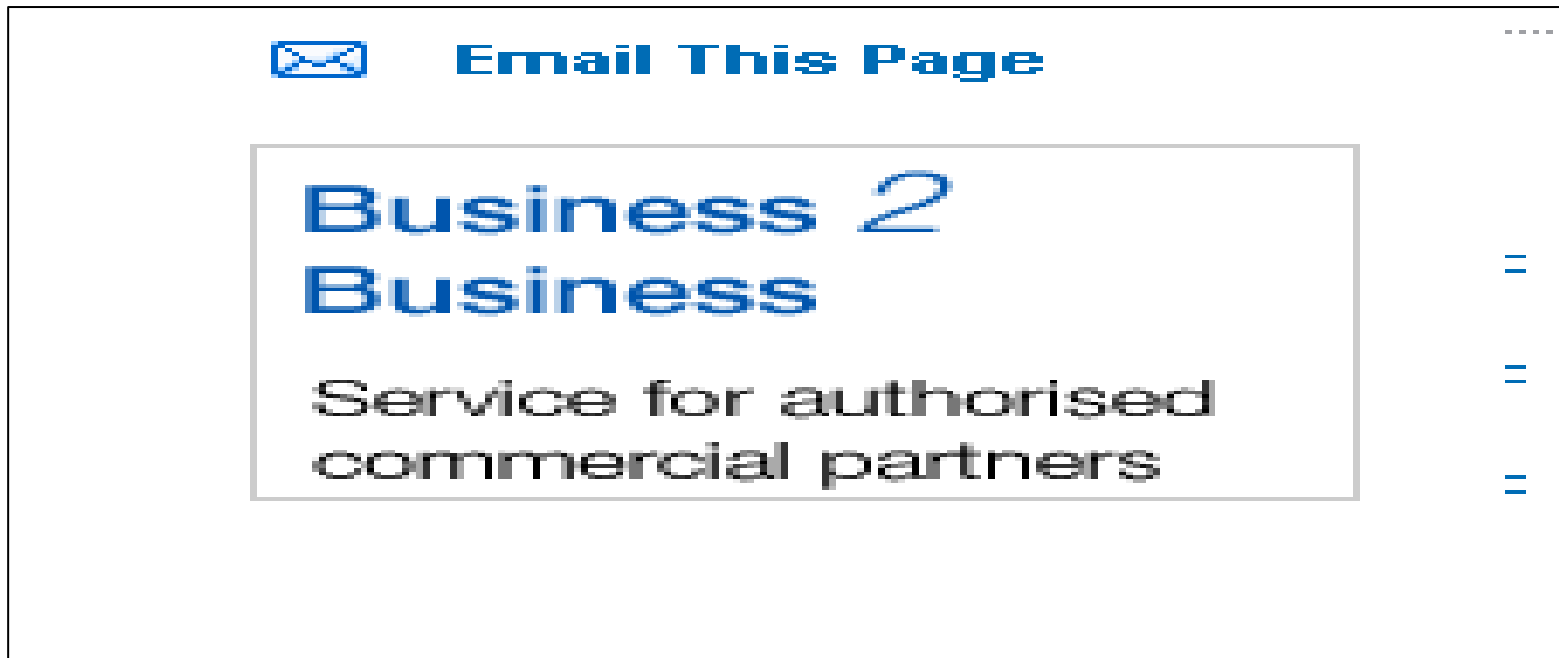 Email This Page
Business 2
Business
Service for authorised
commercial partners